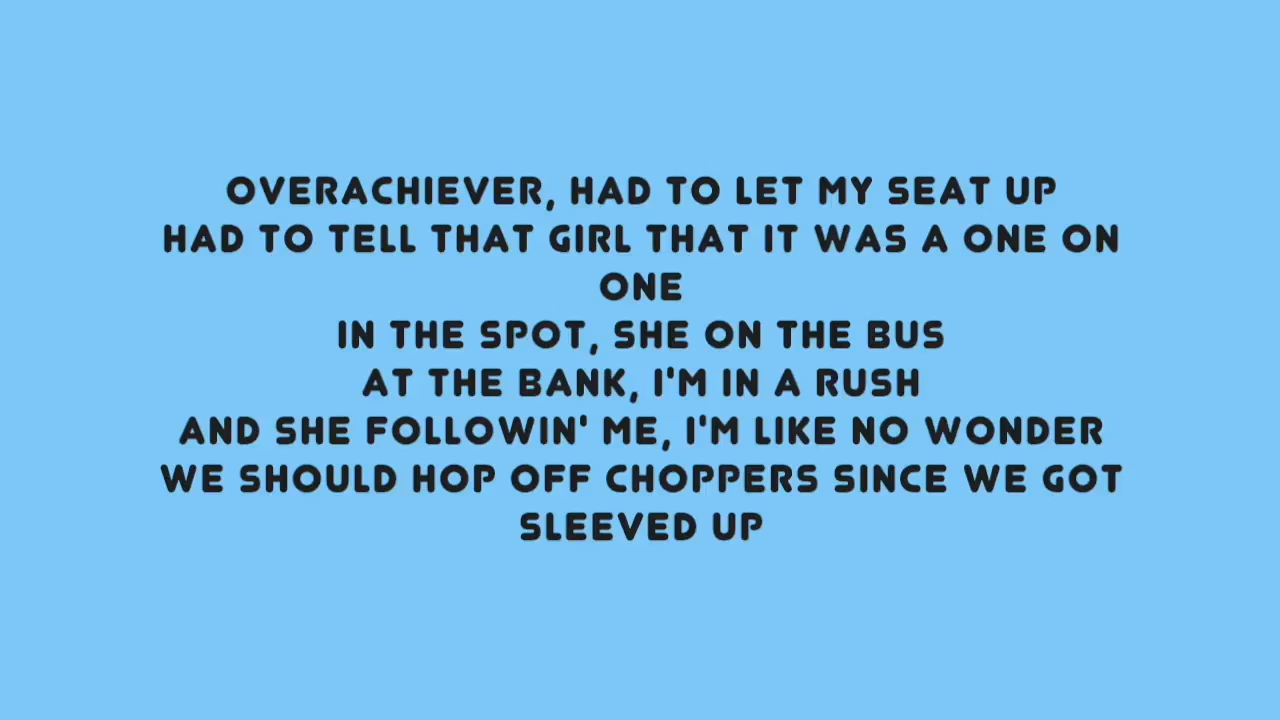 OVERACHIEVER, HAD TO LET MY SEAT UP
HAD TO TELL THAT GIRL THAT IT WAS A ONE ON
ONE
IN THE SPOT, SHE ON THE BUS
AT THE BANK, I'M IN A RUSH
AND SHE FOLLOWIN' ME, I'M LIKE NO WONDER
WE SHOULD HOP OFF CHOPPERS SINCE WE GOT
SLEEVED UP